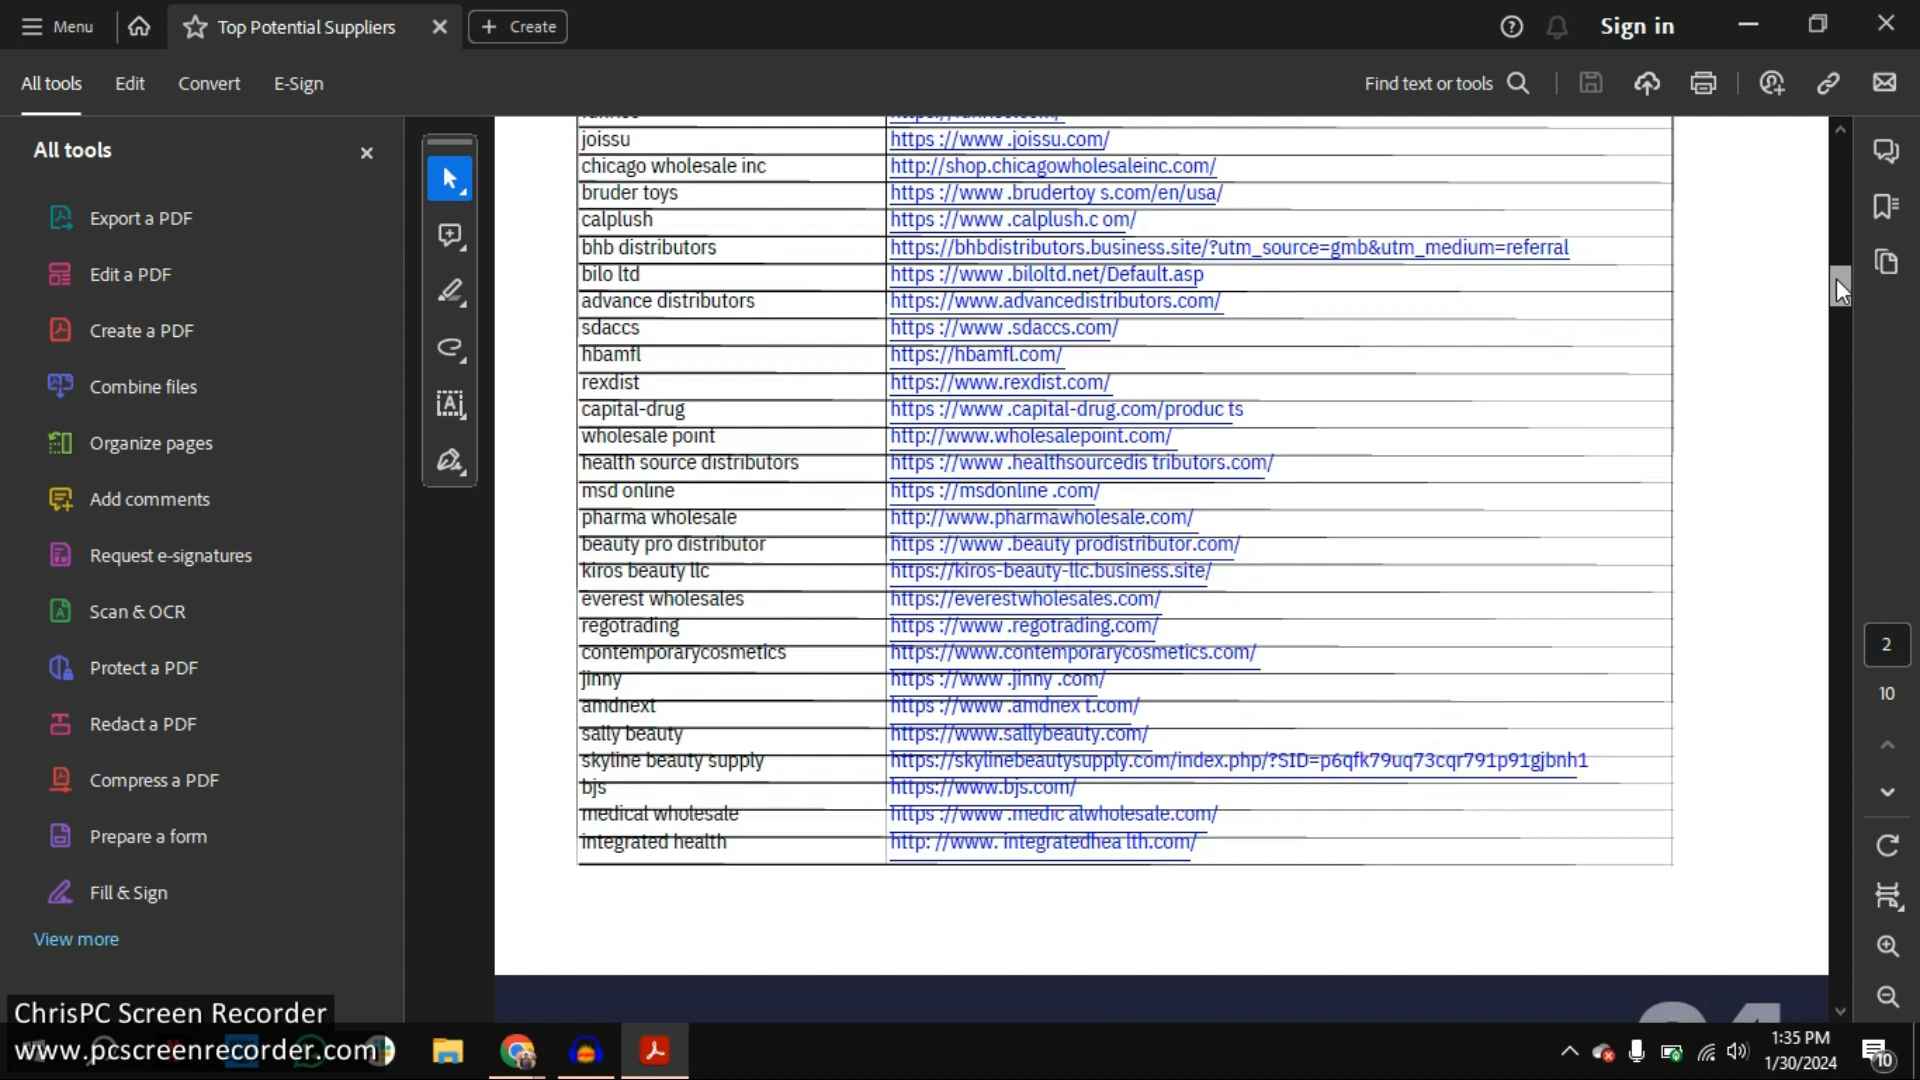 Menu
Top Potential Suppliers
Create
Sign in
All tools
Edit
Convert
E-Sign
Find text or tools
All tools
Export a PDF
Edit a PDF
Create a PDF
Combine files
Organize pages
Add comments
Request e-signatures
Scan & OCR
Protect a PDF
Redact a PDF
Compress a PDF
Prepare a form
Fill & Sign
View more
joissu https ://www .joissu.com/
chicago wholesale inc http://shop.chicagowholesaleinc.com/
bruder toys https ://www .brudertoy s.com/en/usa/
calplush https ://www .calplush.c om/
bhb distributors https://bhbdistributors.business.site/?utm_source=gmb&utm_medium=referral
bilo ltd https ://www .biloltd.net/Default.asp
advance distributors https://www.advancedistributors.com/
sdaccs https ://www .sdaccs.com/
hbamfl https://hbamfl.com/
rexdist https://www.rexdist.com/
capital-drug https ://www .capital-drug.com/produc ts
wholesale point http://www.wholesalepoint.com/
health source distributors https ://www .healthsourcedis tributors.com/
msd online https ://msdonline .com/
pharma wholesale http://www.pharmawholesale.com/
beauty pro distributor https ://www .beauty prodistributor.com/
kiros beauty llc https://kiros-beauty-llc.business.site/
everest wholesales https://everestwholesales.com/
regotrading https ://www .regotrading.com/
contemporarycosmetics https://www.contemporarycosmetics.com/
jinny https ://www .jinny .com/
amdnext https ://www .amdnex t.com/
sally beauty https://www.sallybeauty.com/
skyline beauty supply https://skylinebeautysupply.com/index.php/?SID=p6qfk79uq73cqr791p91gjbnh1
bjs https://www.bjs.com/
medical wholesale https ://www .medic alwholesale.com/
integrated health http: //www. integratedhea lth.com/
2
10
ChrisPC Screen Recorder
www.pcscreenrecorder.com
1:35 PM
1/30/2024
10